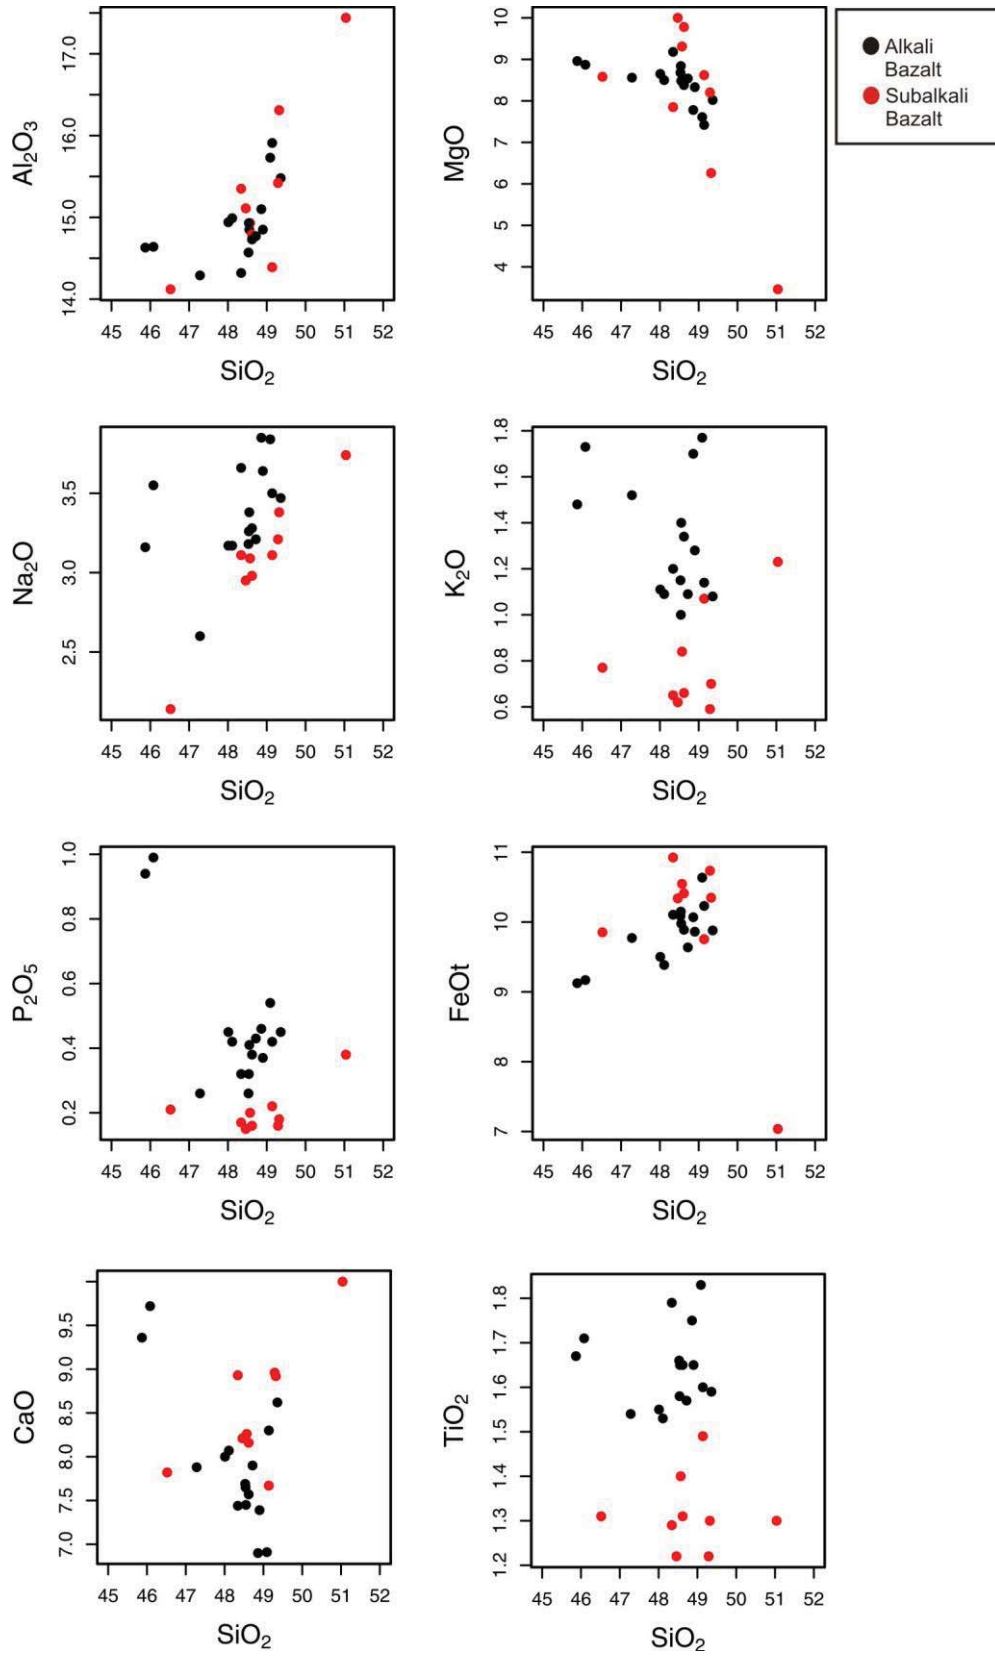 Al₂O₃
17.0
16.0
15.0
14.0
45 46 47 48 49 50 51 52
SiO₂
MgO
10
9
8
7
6
4
45 46 47 48 49 50 51 52
SiO₂
Alkali
Bazalt
Subalkali
Bazalt
Na₂O
3.5
3.0
2.5
45 46 47 48 49 50 51 52
SiO₂
K₂O
1.8
1.6
1.4
1.2
1.0
0.8
0.6
45 46 47 48 49 50 51 52
SiO₂
P₂O₅
1.0
0.8
0.6
0.4
0.2
45 46 47 48 49 50 51 52
SiO₂
FeOt
11
10
9
8
7
45 46 47 48 49 50 51 52
SiO₂
CaO
9.5
9.0
8.5
8.0
7.5
7.0
45 46 47 48 49 50 51 52
SiO₂
TiO₂
1.8
1.7
1.6
1.5
1.4
1.3
1.2
45 46 47 48 49 50 51 52
SiO₂